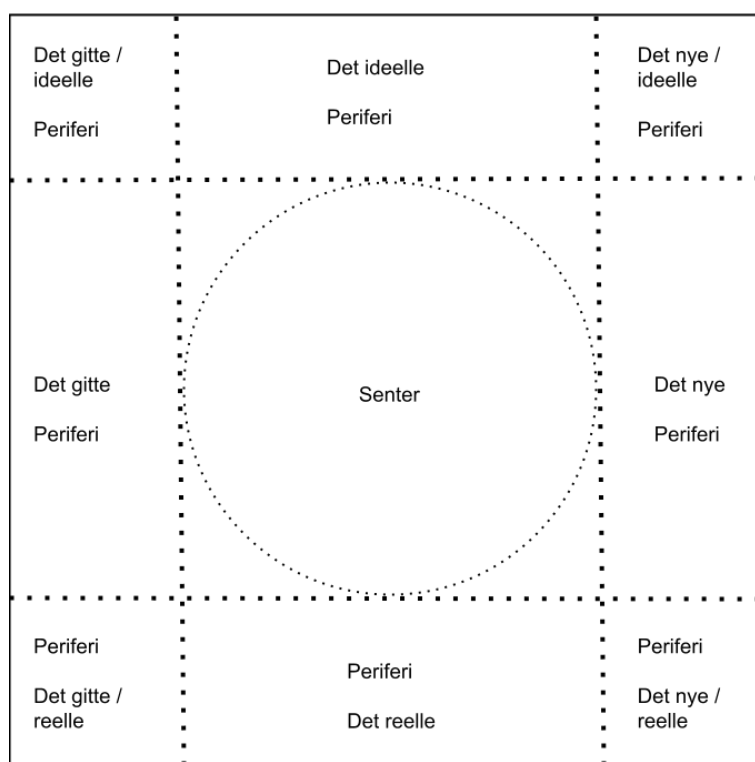 Det gitte /
ideelle
Periferi
Det ideelle
Periferi
Det nye /
ideelle
Periferi
Det gitte
Periferi
Senter
Det nye
Periferi
Periferi
Det gitte /
reelle
Periferi
Det reelle
Periferi
Det nye /
reelle